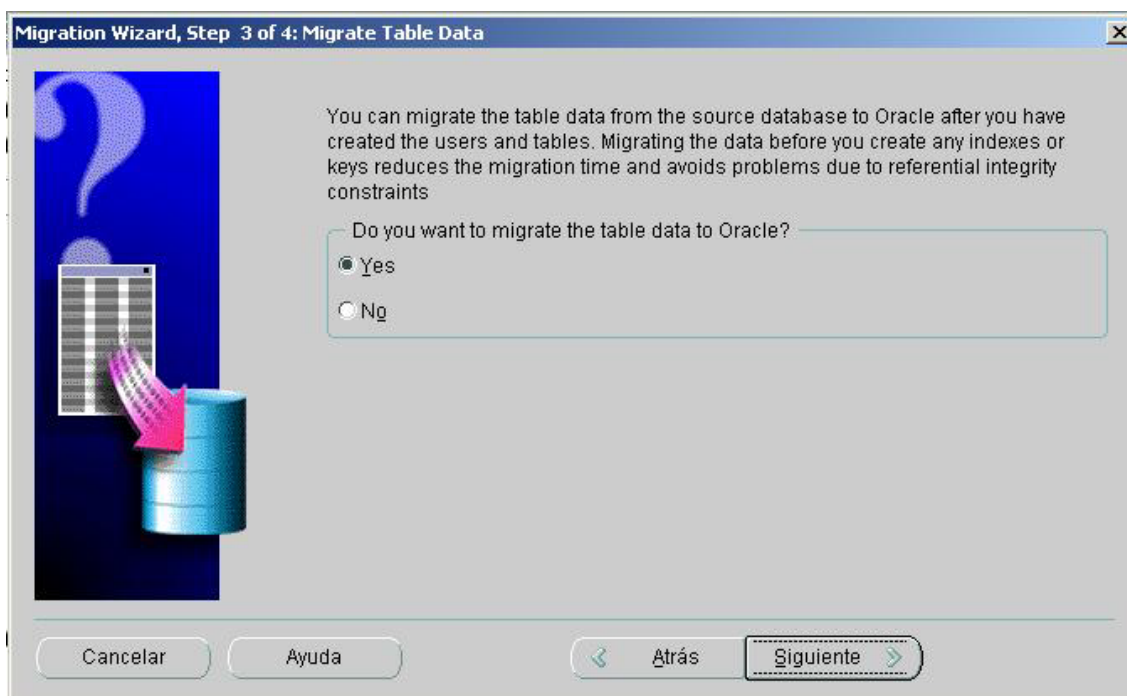 Migration Wizard, Step 3 of 4: Migrate Table Data
You can migrate the table data from the source database to Oracle after you have
created the users and tables. Migrating the data before you create any indexes or
keys reduces the migration time and avoids problems due to referential integrity
constraints
Do you want to migrate the table data to Oracle?
Yes
No
Cancelar
Ayuda
Atrás
Siguiente